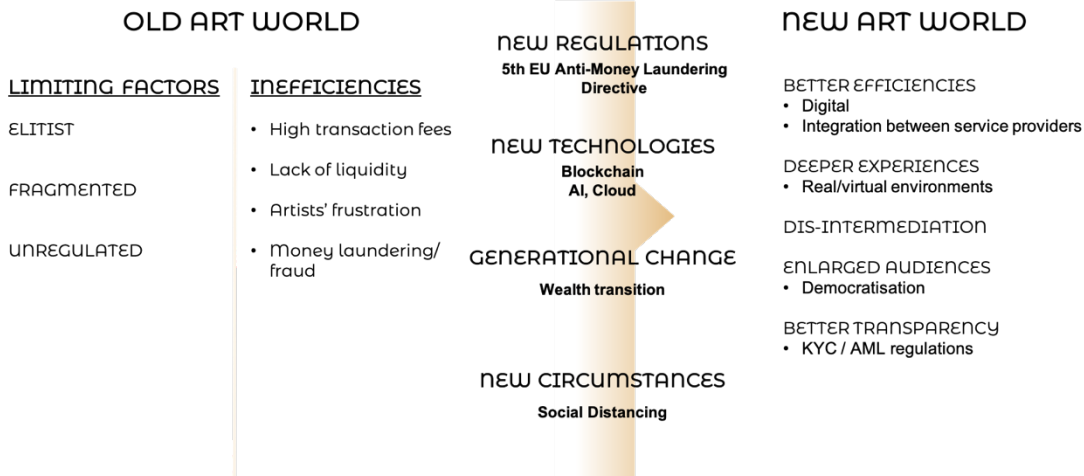 OLD ART WORLD
LIMITING FACTORS
ELITIST
FRAGMENTED
UNREGULATED
INEFFICIENCIES
• High transaction fees
• Lack of liquidity
• Artists' frustration
• Money laundering/
fraud
NEW REGULATIONS
5th EU Anti-Money Laundering
Directive
NEW TECHNOLOGIES
Blockchain
AI, Cloud
GENERATIONAL CHANGE
Wealth transition
NEW CIRCUMSTANCES
Social Distancing
NEW ART WORLD
BETTER EFFICIENCIES
• Digital
• Integration between service providers
DEEPER EXPERIENCES
• Real/virtual environments
DIS-INTERMEDIATION
ENLARGED AUDIENCES
• Democratisation
BETTER TRANSPARENCY
• KYC / AML regulations